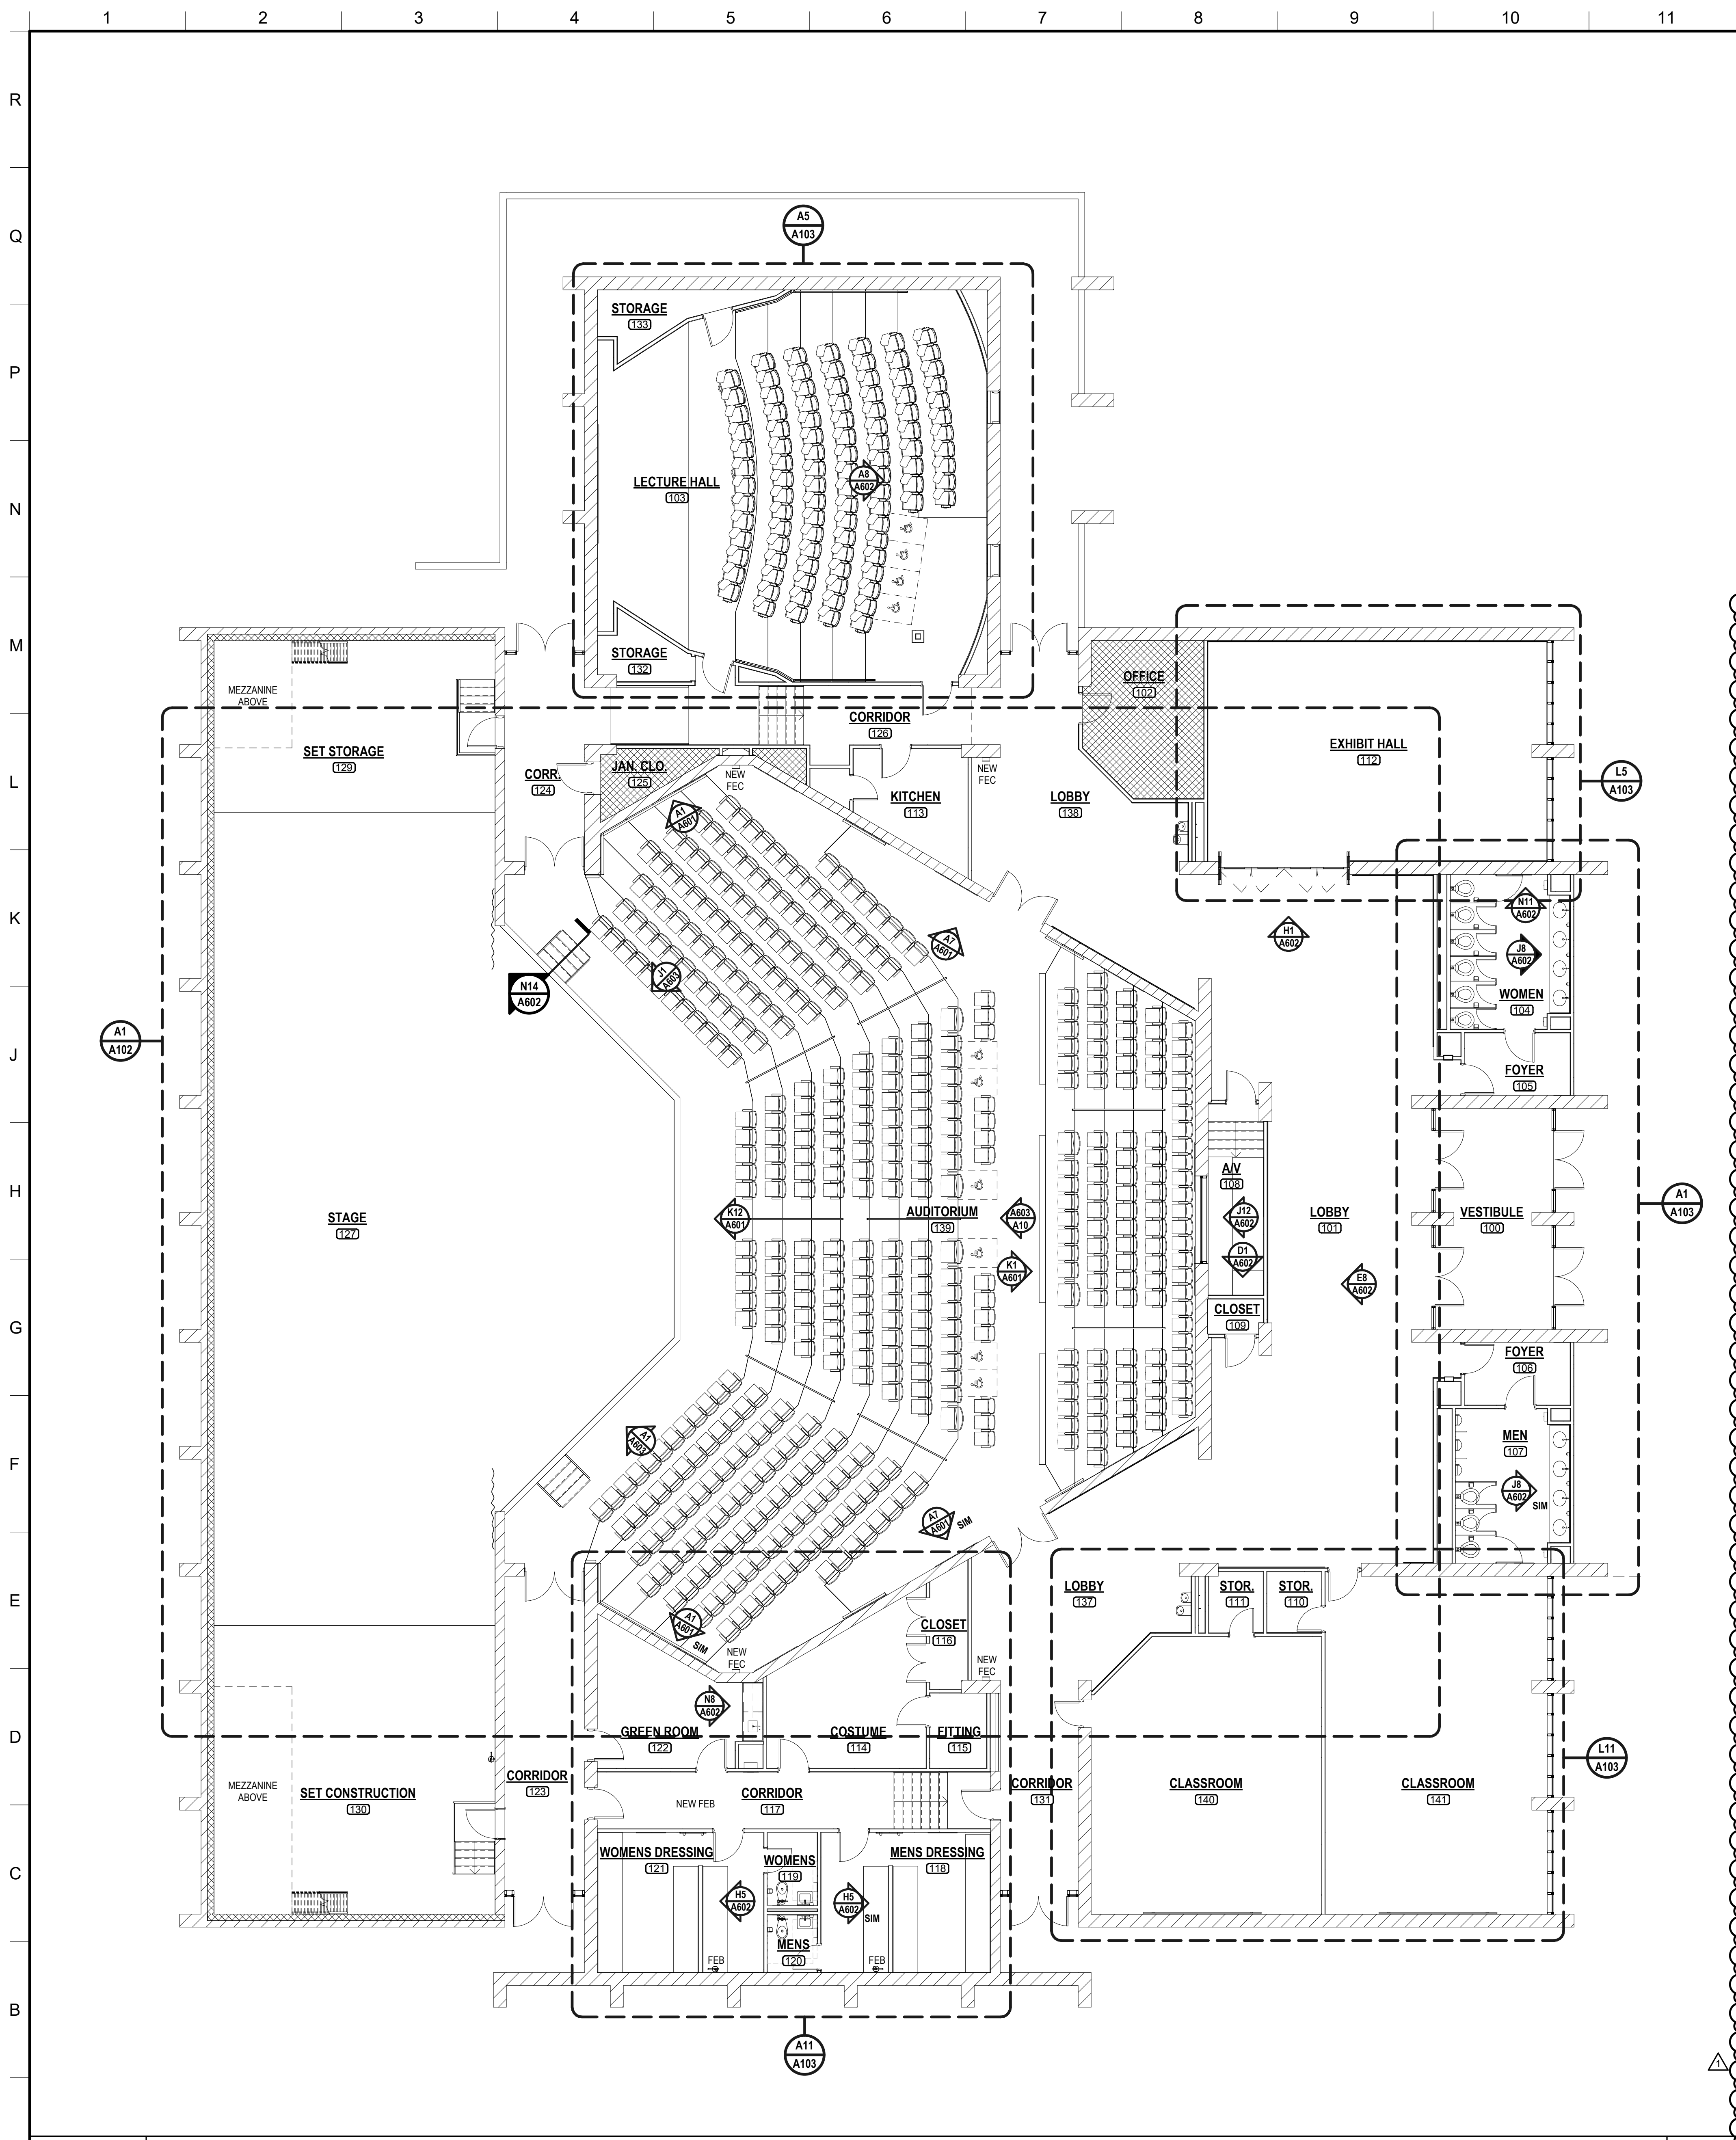 1 2 3 4 5 6 7 8 9 10 11
R
Q
P
N
M
L
K
J
H
G
F
E
D
C
B
A5
A103
STORAGE
133
LECTURE HALL
103
A8
A602
STORAGE
132
MEZZANINE
ABOVE
SET STORAGE
129
CORR.
124
JAN. CLO.
125
NEW
FEC
CORRIDOR
126
KITCHEN
113
NEW
FEC
LOBBY
138
OFFICE
102
EXHIBIT HALL
112
L5
A103
A1
A601
A7
A601
J1
A603
N14
A602
H1
A602
N11
A602
J8
A602
WOMEN
104
FOYER
105
A1
A102
STAGE
127
K12
A601
AUDITORIUM
139
A603
A10
K1
A601
A/V
108
J12
A602
D1
A602
CLOSET
109
LOBBY
101
E8
A602
VESTIBULE
100
A1
A103
FOYER
106
MEN
107
J8
A602
SIM
A1
A603
A7
A601
SIM
A1
A601
SIM
NEW
FEC
CLOSET
116
NEW
FEC
LOBBY
137
STOR.
111
STOR.
110
N8
A602
GREEN ROOM
122
COSTUME
114
FITTING
115
CORRIDOR
123
CORRIDOR
117
NEW FEB
CORRIDOR
131
CLASSROOM
140
CLASSROOM
141
L11
A103
MEZZANINE
ABOVE
SET CONSTRUCTION
130
WOMENS DRESSING
121
WOMENS
119
MENS DRESSING
118
H5
A602
H5
A602
SIM
MENS
120
FEB
FEB
A11
A103
1